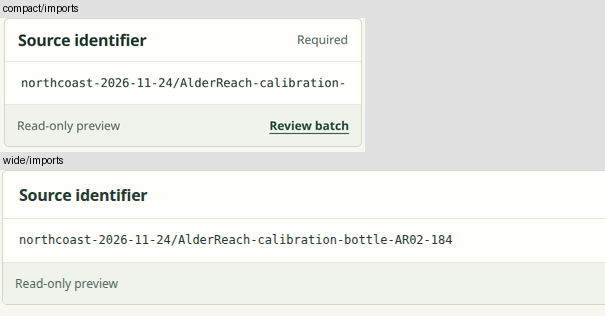 compact/imports
Source identifier Required
northcoast-2026-11-24/AlderReach-calibration-
Read-only preview Review batch
wide/imports
Source identifier
northcoast-2026-11-24/AlderReach-calibration-bottle-AR02-184
Read-only preview